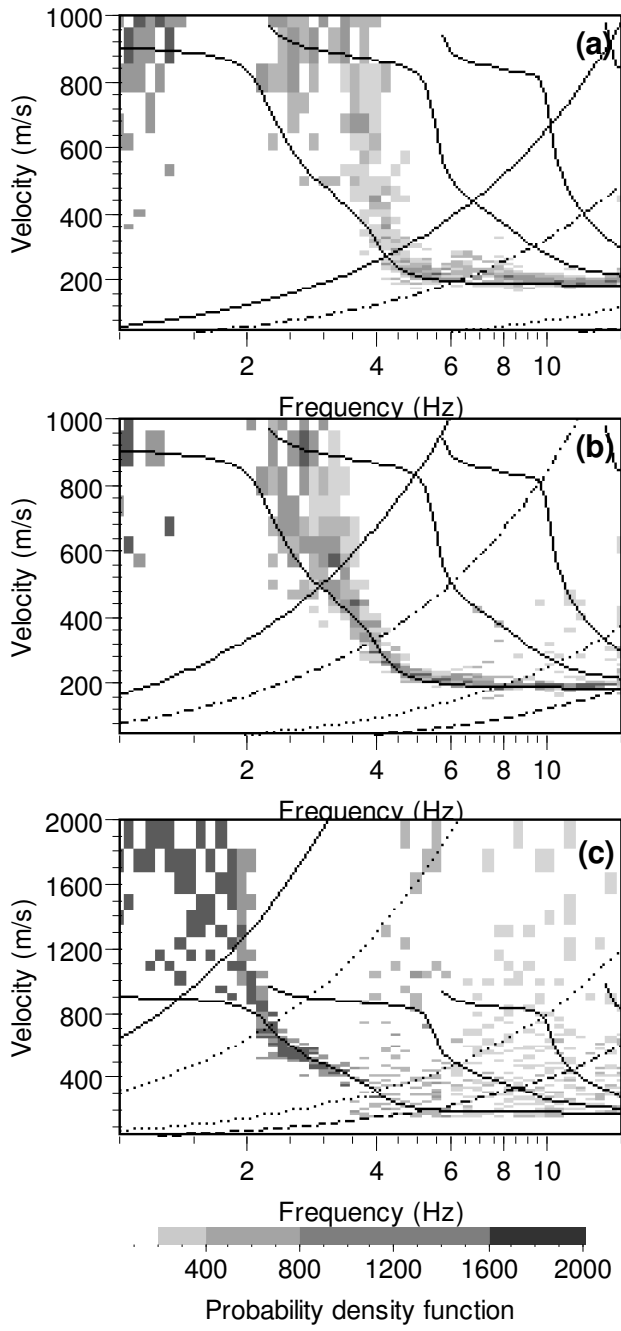 1000
(a)
800
600
400
200
Velocity (m/s)
2 4 6 8 10
Frequency (Hz)
1000
(b)
800
600
400
200
Velocity (m/s)
2 4 6 8 10
Frequency (Hz)
2000
(c)
1600
1200
800
400
Velocity (m/s)
2 4 6 8 10
Frequency (Hz)
400 800 1200 1600 2000
Probability density function